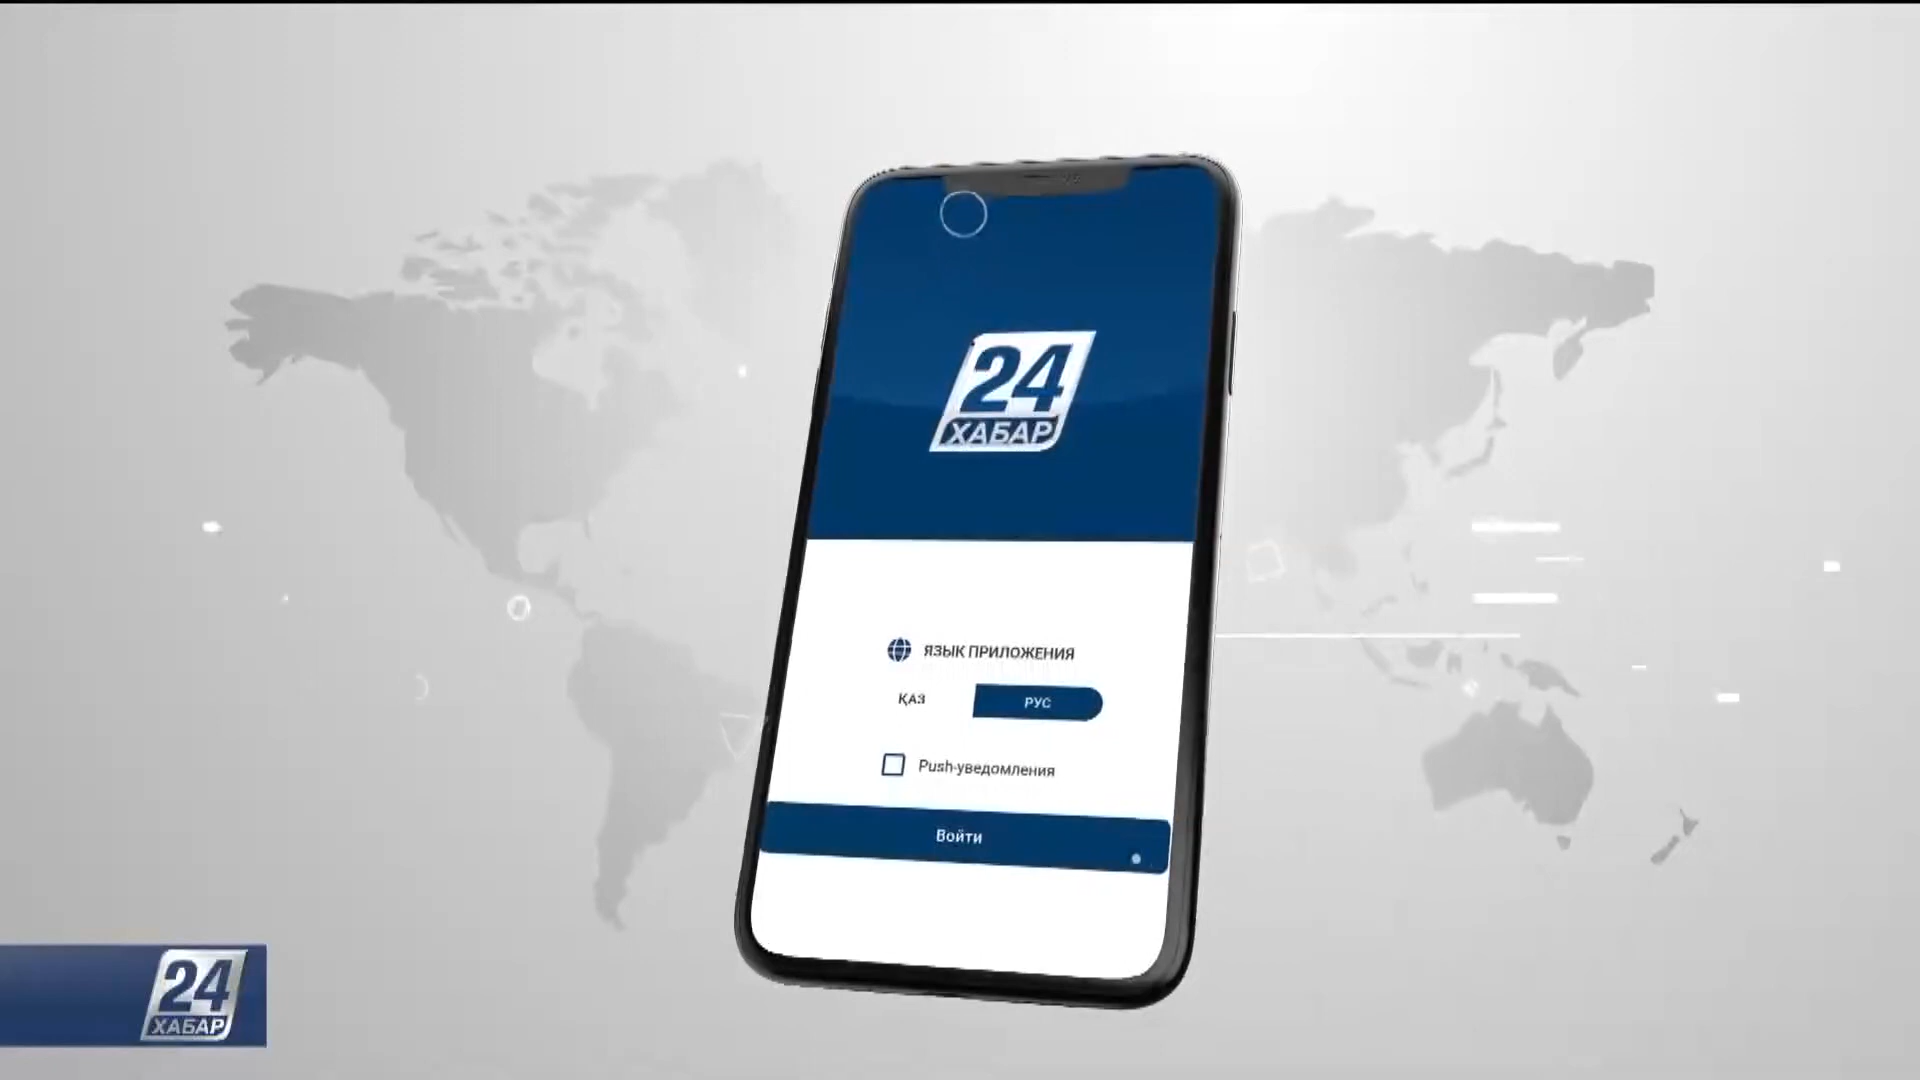 24
ХАБАР
ЯЗЫК ПРИЛОЖЕНИЯ
ҚАЗ РУС
Push-уведомления
Войти
24
ХАБАР